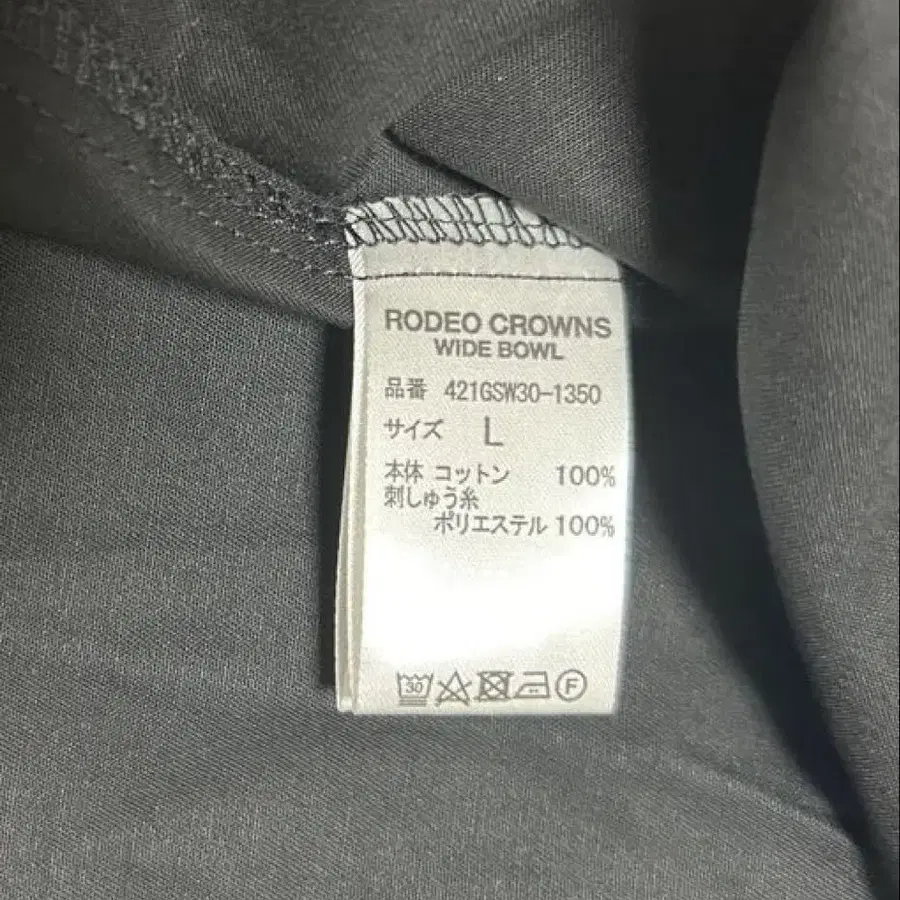 RODEO CROWNS
WIDE BOWL
品番 421GSW30-1350
サイズ L
本体 コットン 100%
刺しゅう糸
ポリエステル 100%
30
F